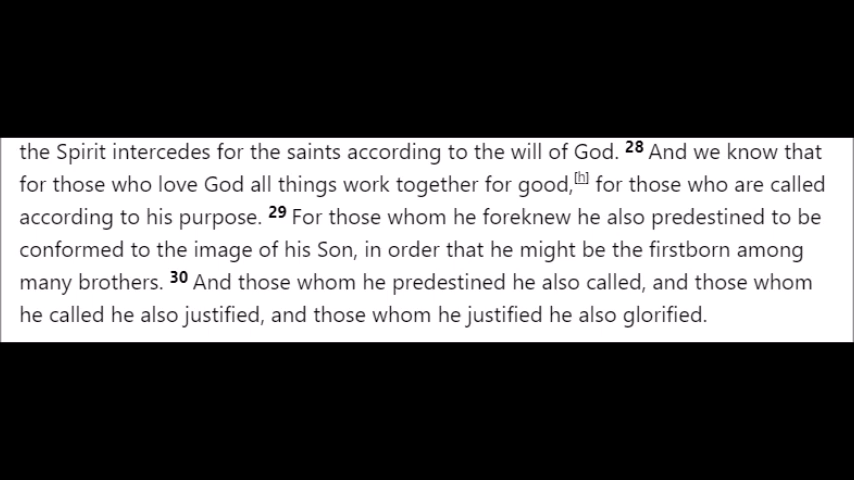 the Spirit intercedes for the saints according to the will of God. 28 And we know that
for those who love God all things work together for good,[h] for those who are called
according to his purpose. 29 For those whom he foreknew he also predestined to be
conformed to the image of his Son, in order that he might be the firstborn among
many brothers. 30 And those whom he predestined he also called, and those whom
he called he also justified, and those whom he justified he also glorified.